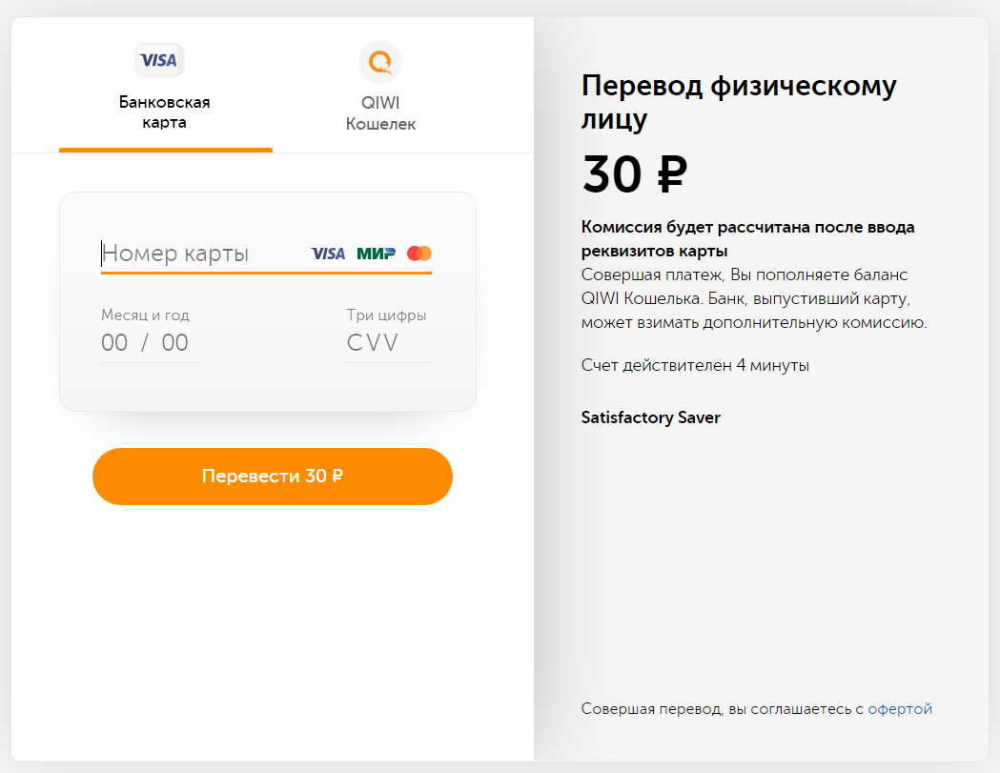 VISA
Банковская
карта
QIWI
Кошелек
Номер карты VISA МИР
Месяц и год Три цифры
00 / 00 CVV
Перевести 30 ₽
Перевод физическому
лицу
30 ₽
Комиссия будет рассчитана после ввода
реквизитов карты
Совершая платеж, Вы пополняете баланс
QIWI Кошелька. Банк, выпустивший карту,
может взимать дополнительную комиссию.
Счет действителен 4 минуты
Satisfactory Saver
Совершая перевод, вы соглашаетесь с офертой